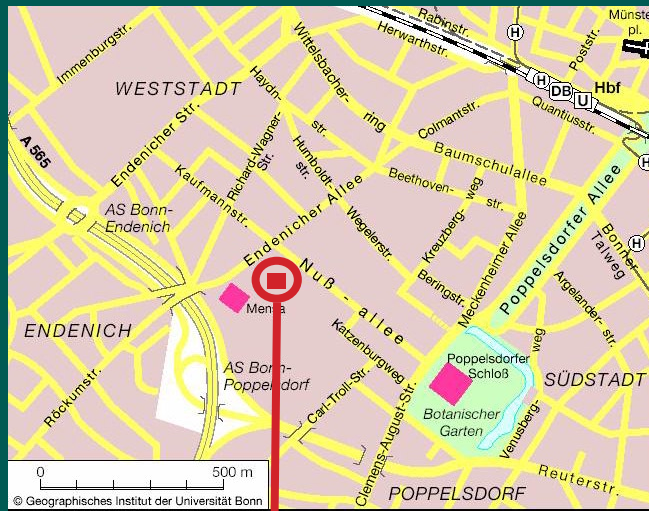 Münster-
pl.
Rabinstr.
Herwarthstr.
H
Poststr.
Immenburgstr.
Wittelsbacher-
ring
WESTSTADT
Haydn-
str.
H
DB
U
Hbf
Quantiusstr.
A 565
Endenicher Str.
Richard-Wagner-
Str.
Humboldt-
str.
Colmantstr.
Baumschulallee
H
Kaufmannstr.
Endenicher Allee
Beethoven-
str.
Poppelsdorfer Allee
AS Bonn-
Endenich
Wegelerstr.
Kreuzberg-
weg
Meckenheimer Allee
Bonner
Talweg
H
Nuß - allee
Beringstr.
Argelander-
str.
Mensa
ENDENICH
Katzenburgweg
Poppelsdorfer
Schloß
weg
Venusberg-
SÜDSTADT
AS Bonn-
Poppelsdorf
Röckumstr.
Carl-Troll-Str.
Clemens-August-Str.
Botanischer
Garten
0
500 m
© Geographisches Institut der Universität Bonn
POPPELSDORF
Reuterstr.